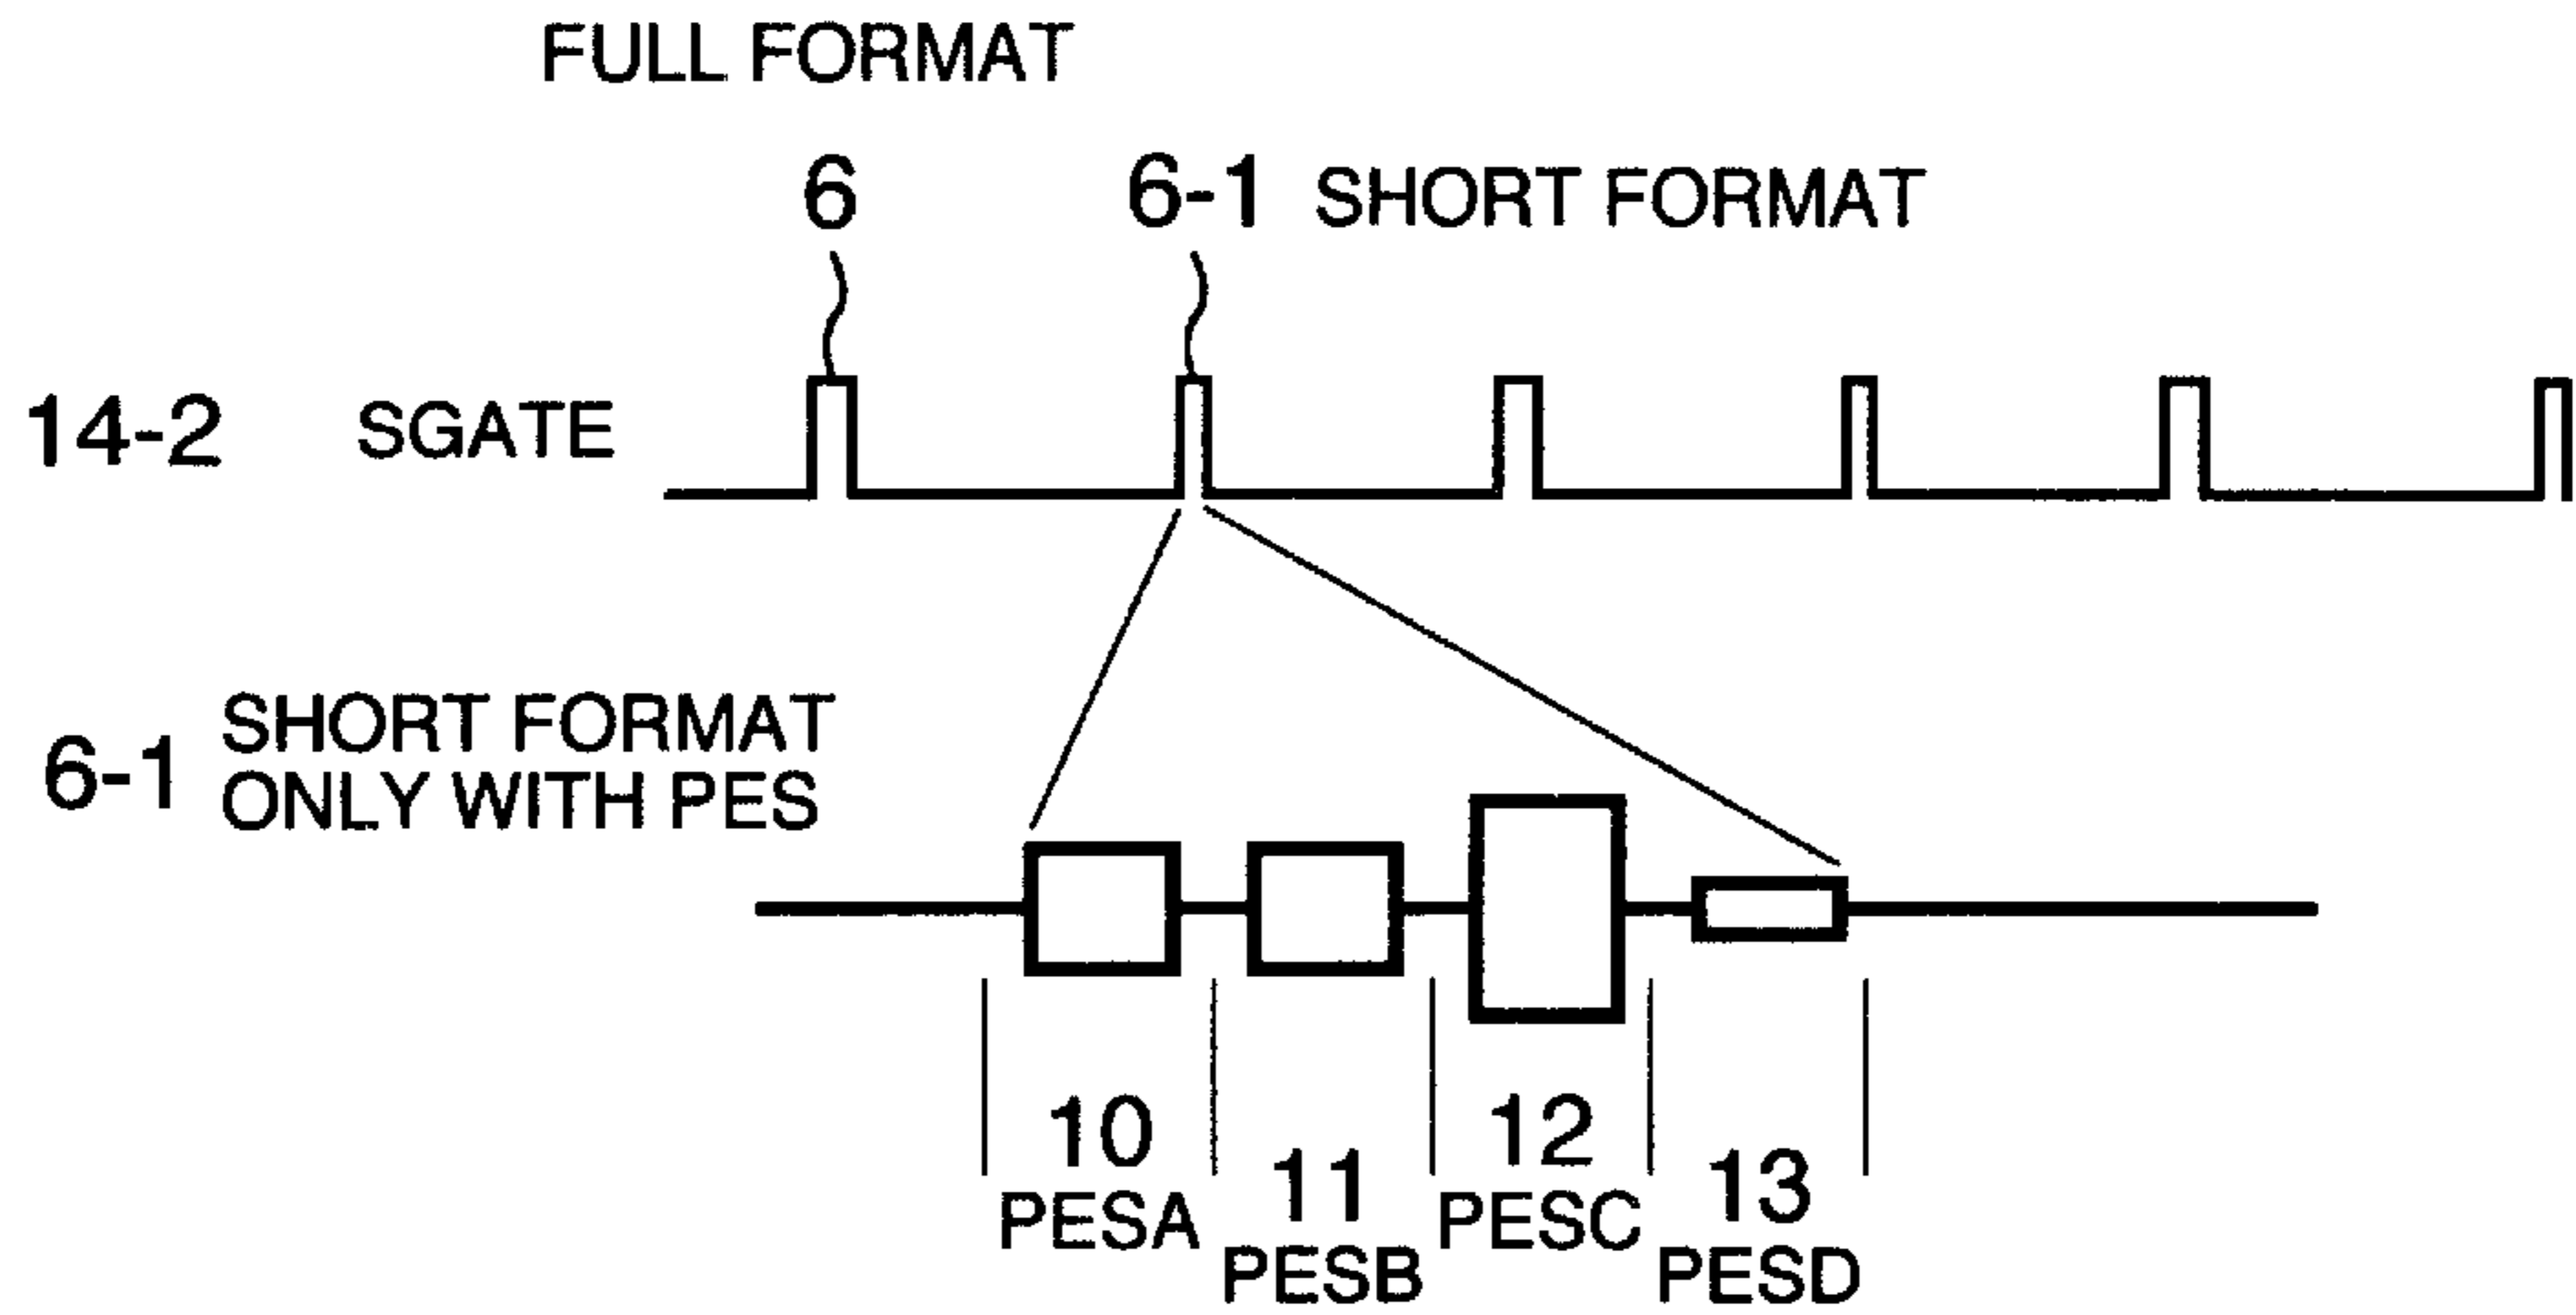 FULL FORMAT
6
6-1 SHORT FORMAT
14-2 SGATE
6-1 SHORT FORMAT
ONLY WITH PES
10
PESA
11
PESB
12
PESC
13
PESD